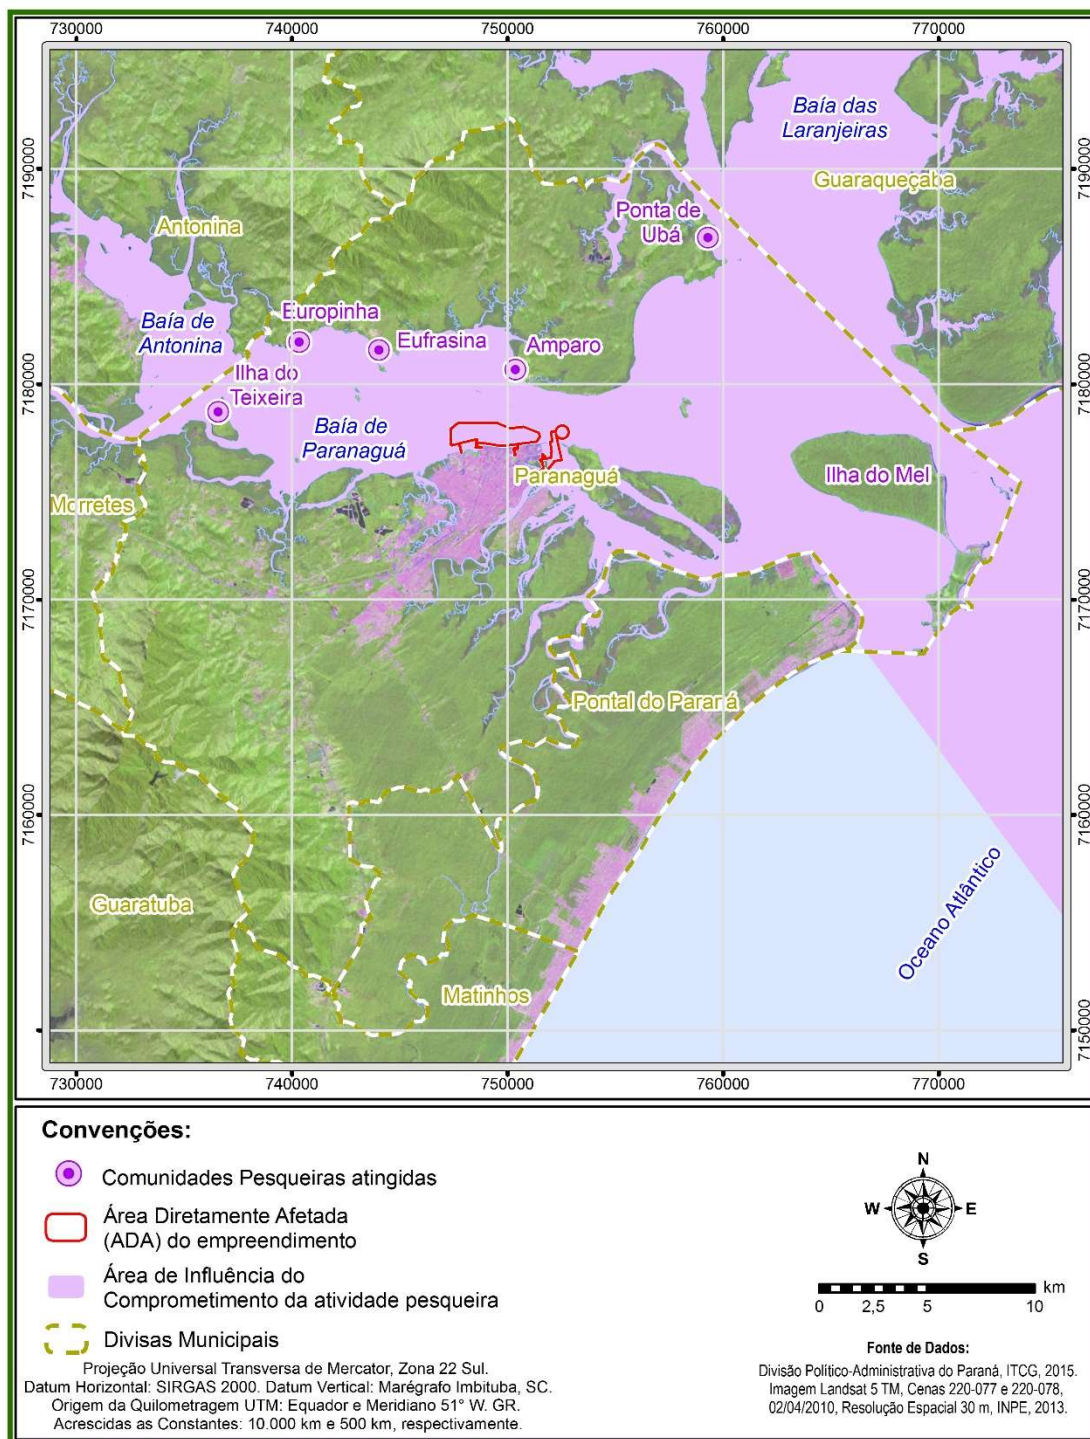 730000
740000
750000
760000
770000
7190000
7190000
Baía das
Laranjeiras
Guaraqueçaba
Ponta de
Ubá
Antonina
Europinha
Baía de
Antonina
Eufrasina
Amparo
Ilha do
Teixeira
7180000
7180000
Baía de
Paranaguá
Paranaguá
Ilha do Mel
Morretes
7170000
7170000
Pontal do Paraná
7160000
7160000
Guaratuba
Oceano Atlântico
Matinhos
7150000
730000
740000
750000
760000
770000
Convenções:
Comunidades Pesqueiras atingidas
Área Diretamente Afetada
(ADA) do empreendimento
Área de Influência do
Comprometimento da atividade pesqueira
Divisas Municipais
Projeção Universal Transversa de Mercator, Zona 22 Sul.
Datum Horizontal: SIRGAS 2000. Datum Vertical: Marégrafo Imbituba, SC.
Origem da Quilometragem UTM: Equador e Meridiano 51° W. GR.
Acrescidas as Constantes: 10.000 km e 500 km, respectivamente.
N
W
E
S
km
0 2,5 5 10
Fonte de Dados:
Divisão Político-Administrativa do Paraná, ITCG, 2015.
Imagem Landsat 5 TM, Cenas 220-077 e 220-078,
02/04/2010, Resolução Espacial 30 m, INPE, 2013.